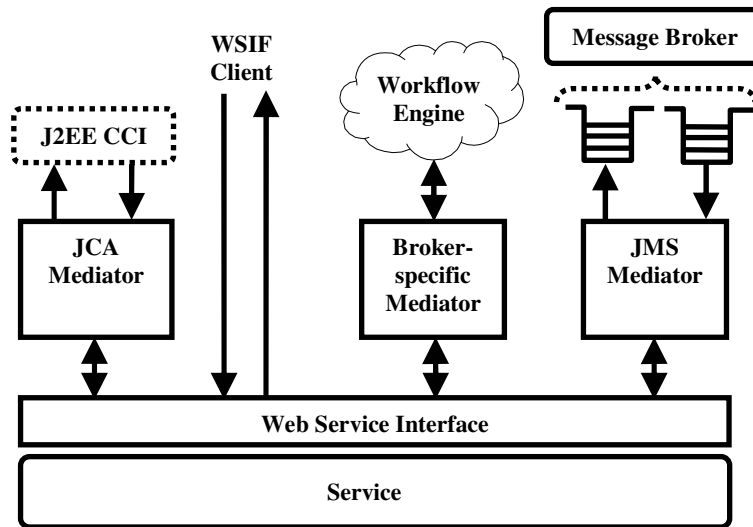 WSIF
Client
Message Broker
Workflow
Engine
J2EE CCI
JCA
Mediator
Broker-
specific
Mediator
JMS
Mediator
Web Service Interface
Service